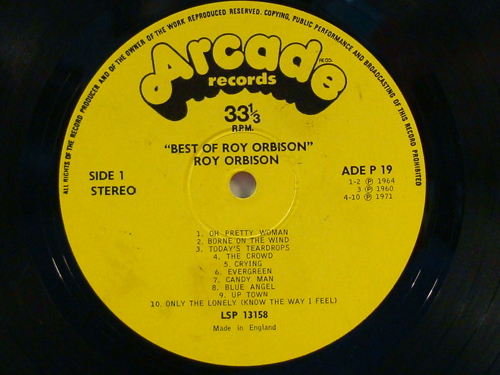 ALL RIGHTS OF THE RECORD PRODUCER AND OF THE OWNER OF THE WORK REPRODUCED RESERVED. COPYING, PUBLIC PERFORMANCE AND BROADCASTING OF THIS RECORD PROHIBITED
Arcade
records
33 1/3
R.P.M.
"BEST OF ROY ORBISON"
ROY ORBISON
SIDE 1
STEREO
ADE P 19
1-2 Ⓟ 1964
3 Ⓟ 1960
4-10 Ⓟ 1971
1. OH PRETTY WOMAN
2. BORNE ON THE WIND
3. TODAY'S TEARDROPS
4. THE CROWD
5. CRYING
6. EVERGREEN
7. CANDY MAN
8. BLUE ANGEL
9. UP TOWN
10. ONLY THE LONELY (KNOW THE WAY I FEEL)
LSP 13158
Made in England